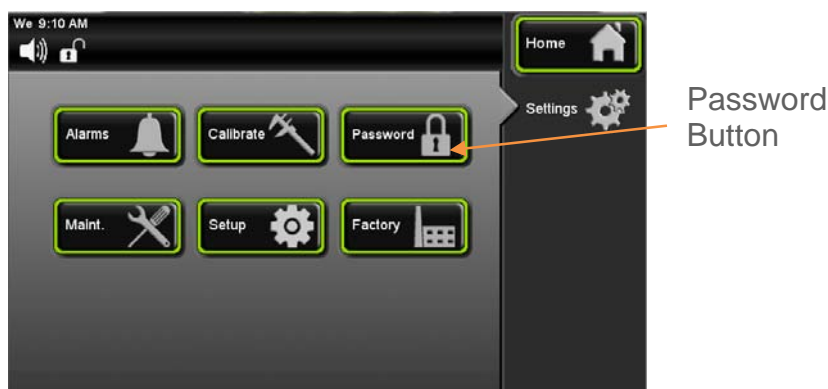 We 9:10 AM
Home
Settings
Alarms
Calibrate
Password
Maint.
Setup
Factory
Password
Button